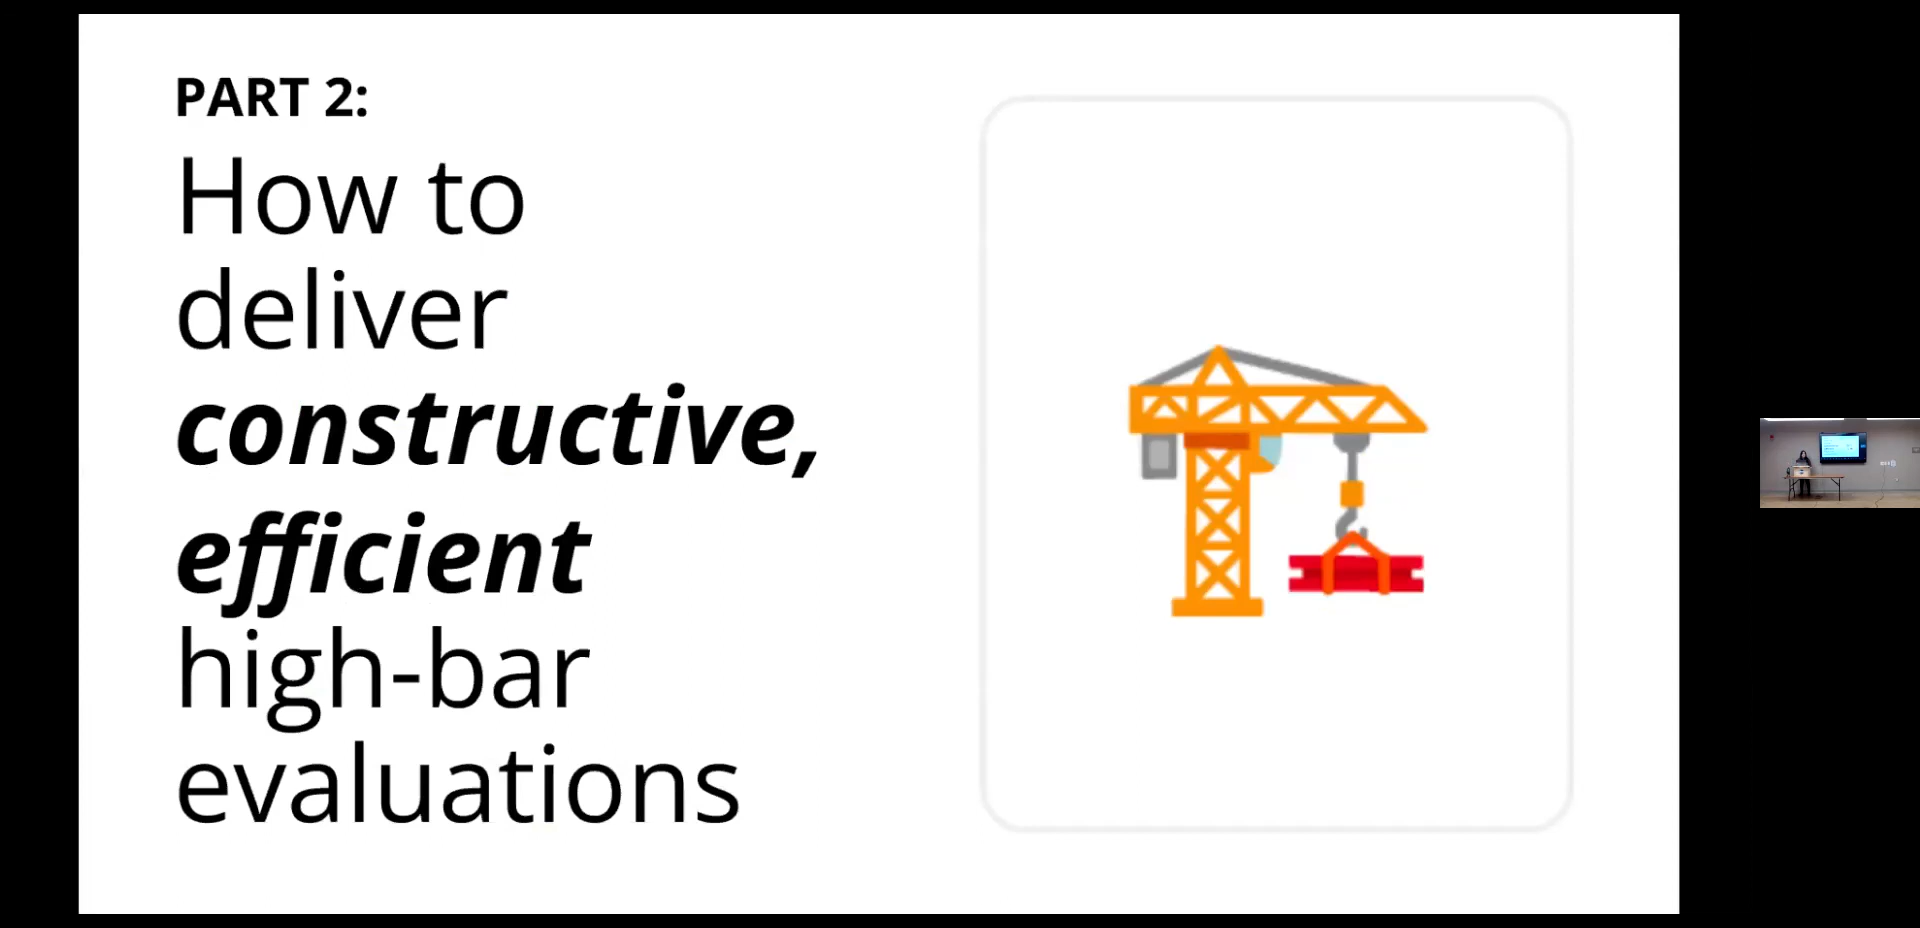 PART 2:
How to
deliver
constructive,
efficient
high-bar
evaluations